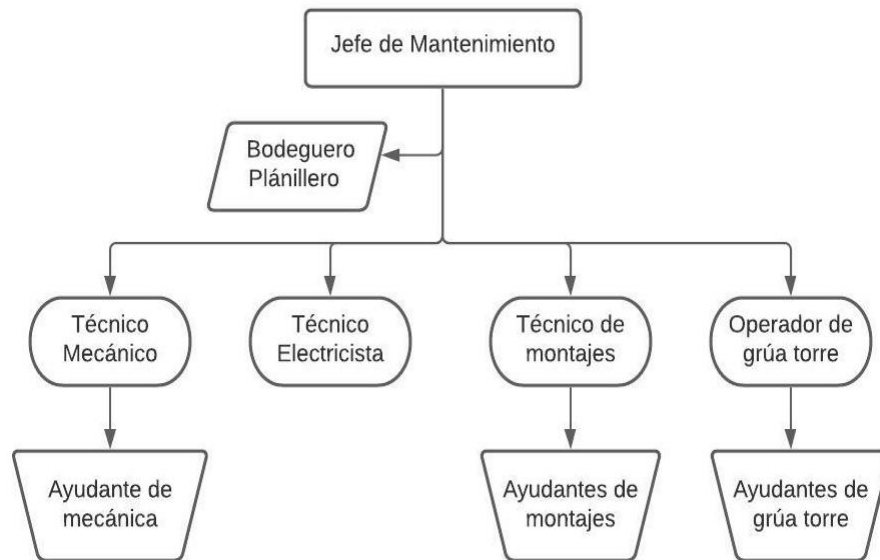 Jefe de Mantenimiento
Bodeguero
Plánillero
Técnico
Mecánico
Técnico
Electricista
Técnico de
montajes
Operador de
grúa torre
Ayudante de
mecánica
Ayudantes de
montajes
Ayudantes de
grúa torre